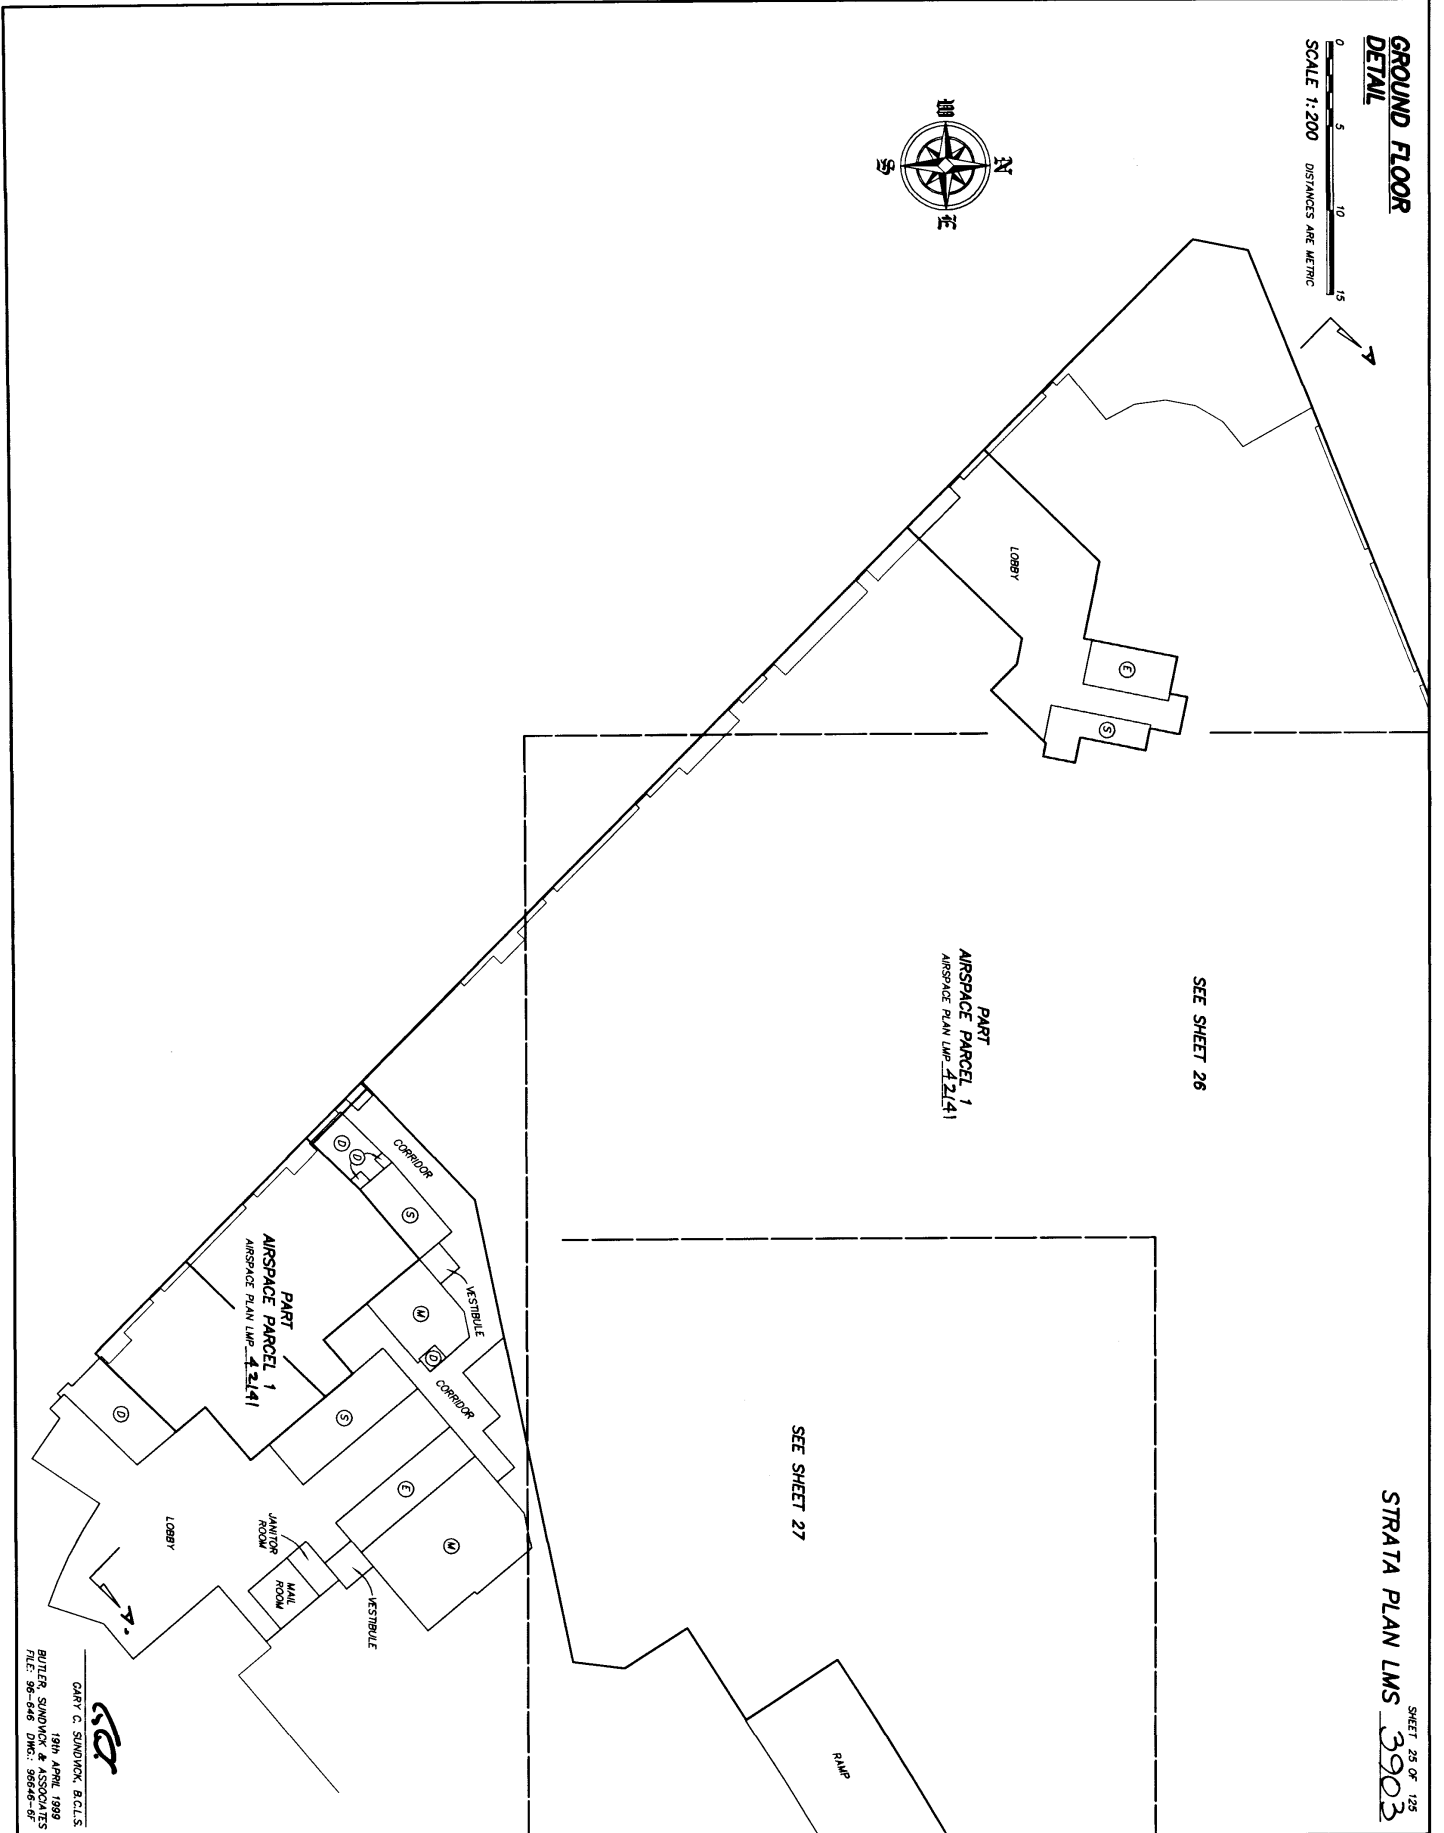 SHEET 25 OF 125
STRATA PLAN LMS 3903
GROUND FLOOR
DETAIL
0 5 10 15
SCALE 1:200 DISTANCES ARE METRIC
N
W
E
S
A
LOBBY
E
S
SEE SHEET 26
PART
AIRSPACE PARCEL 1
AIRSPACE PLAN LMP 42141
SEE SHEET 27
RAMP
CORRIDOR
D
D
S
VESTIBULE
M
D
CORRIDOR
PART
AIRSPACE PARCEL 1
AIRSPACE PLAN LMP 42141
S
E
M
D
LOBBY
JANITOR
ROOM
MAIL
ROOM
VESTIBULE
A.
GARY C. SUNDVICK, B.C.L.S.
19th APRIL 1999
BUTLER, SUNDVICK & ASSOCIATES
FILE: 96-646 DWG.: 96646-6F